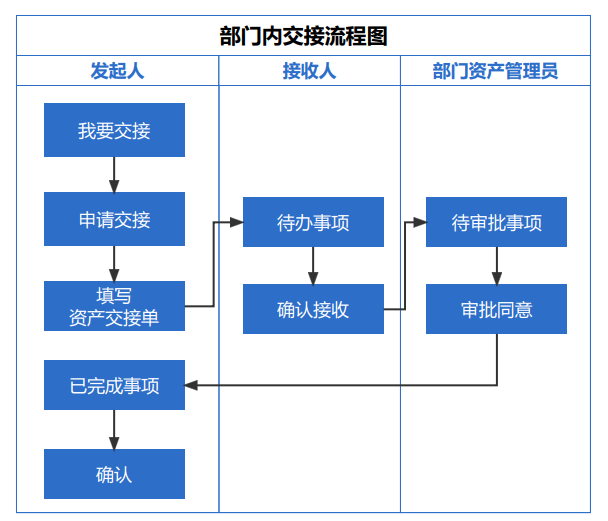 部门内交接流程图
发起人
接收人
部门资产管理员
我要交接
申请交接
填写
资产交接单
待办事项
确认接收
待审批事项
审批同意
已完成事项
确认